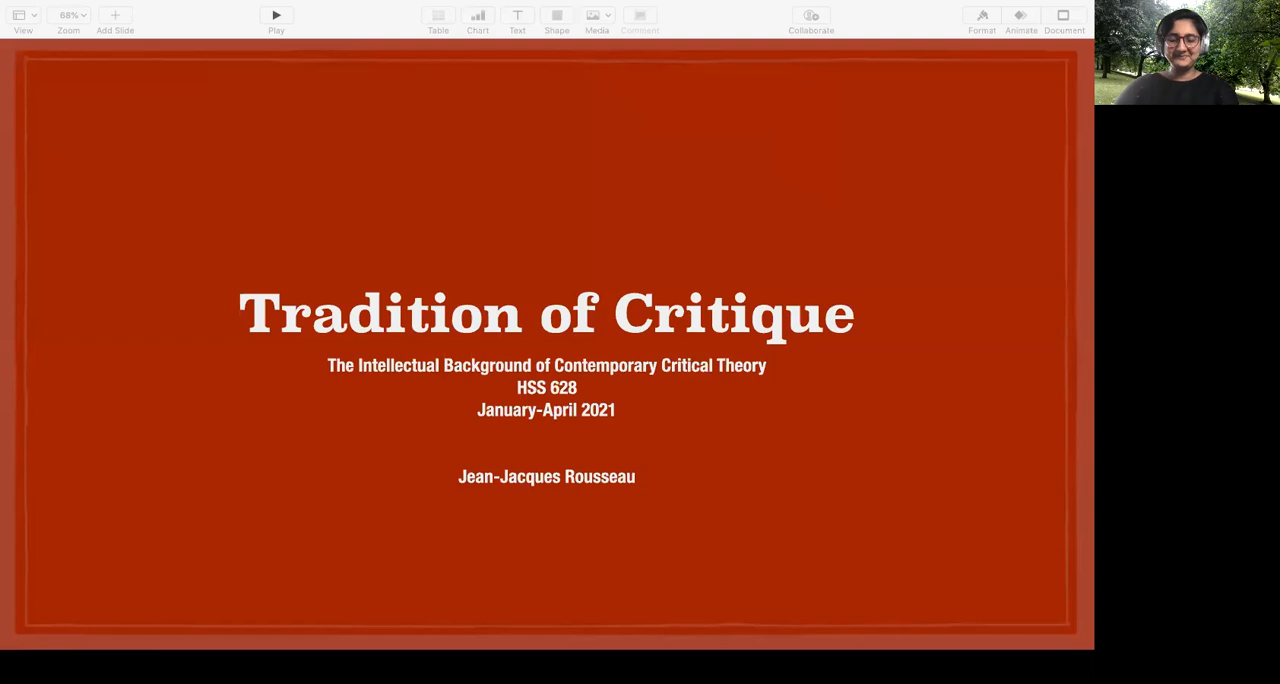 68%
View
Zoom
Add Slide
Play
Table
Chart
Text
Shape
Media
Comment
Collaborate
Format
Animate
Document
Tradition of Critique
The Intellectual Background of Contemporary Critical Theory
HSS 628
January-April 2021
Jean-Jacques Rousseau